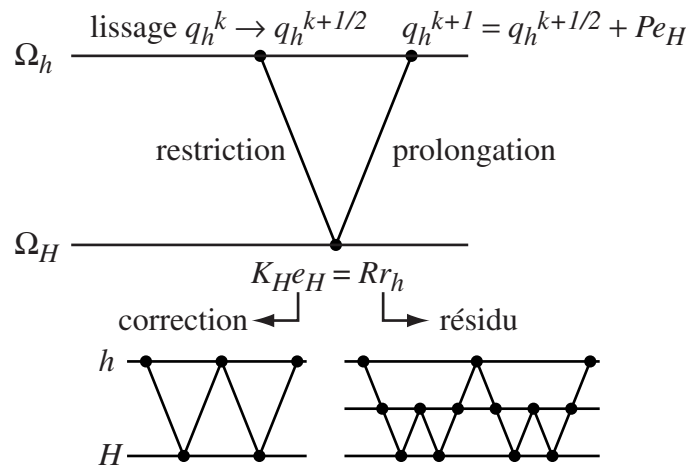 lissage q_h^k → q_h^{k+1/2} q_h^{k+1} = q_h^{k+1/2} + Pe_H
Ω_h
restriction prolongation
Ω_H
K_H e_H = Rr_h
correction résidu
h
H